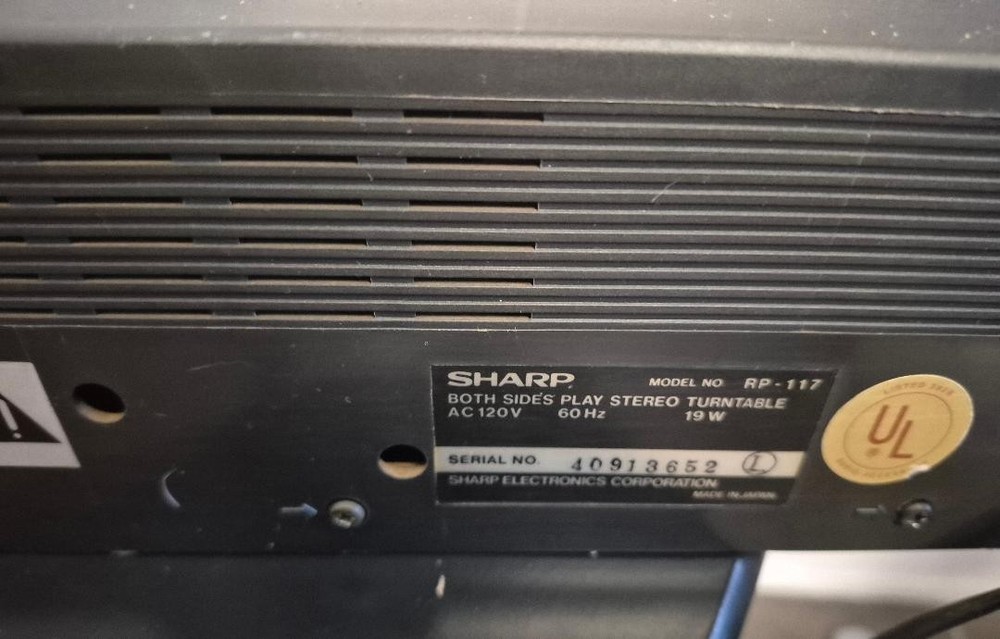 SHARP
MODEL NO RP-117
BOTH SIDES PLAY STEREO TURNTABLE
AC 120V 60Hz 19W
SERIAL NO. 40913652 L
SHARP ELECTRONICS CORPORATION
MADE IN JAPAN
UL
®